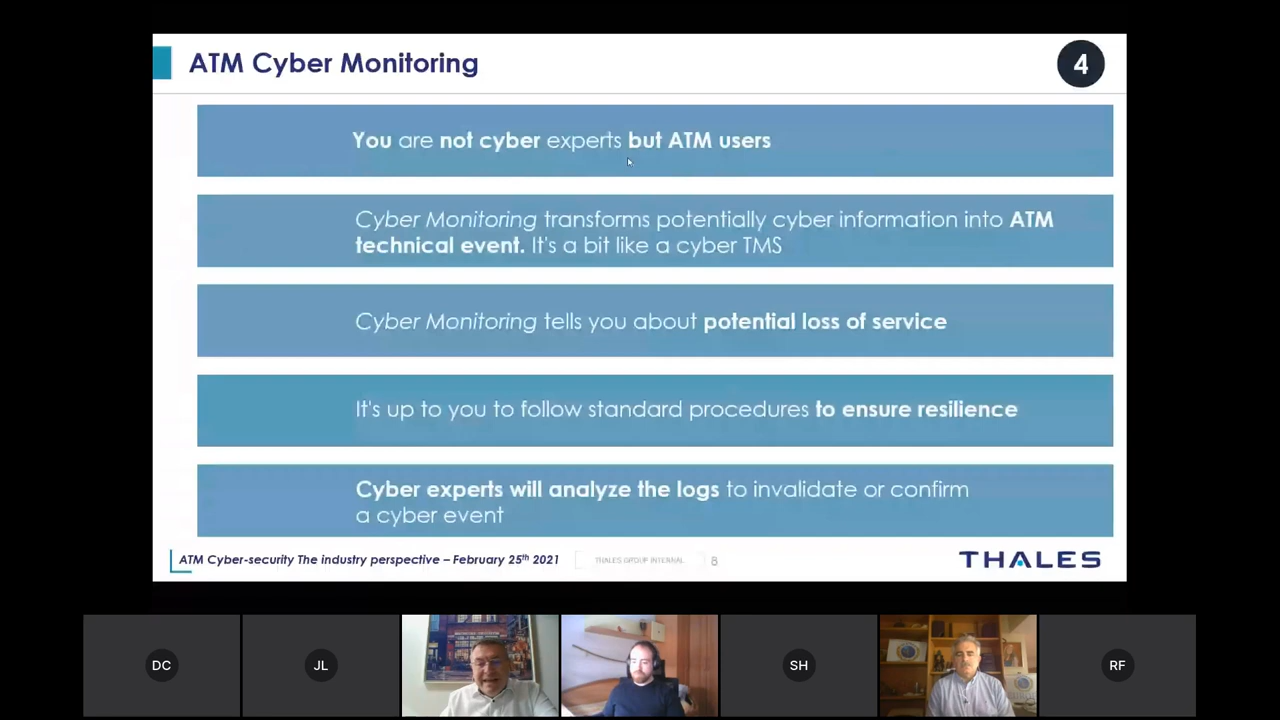 ATM Cyber Monitoring
4
You are not cyber experts but ATM users
Cyber Monitoring transforms potentially cyber information into ATM
technical event. It's a bit like a cyber TMS
Cyber Monitoring tells you about potential loss of service
It's up to you to follow standard procedures to ensure resilience
Cyber experts will analyze the logs to invalidate or confirm
a cyber event
ATM Cyber-security The industry perspective – February 25th 2021
THALES GROUP INTERNAL
8
THALES
DC
JL
SH
RF